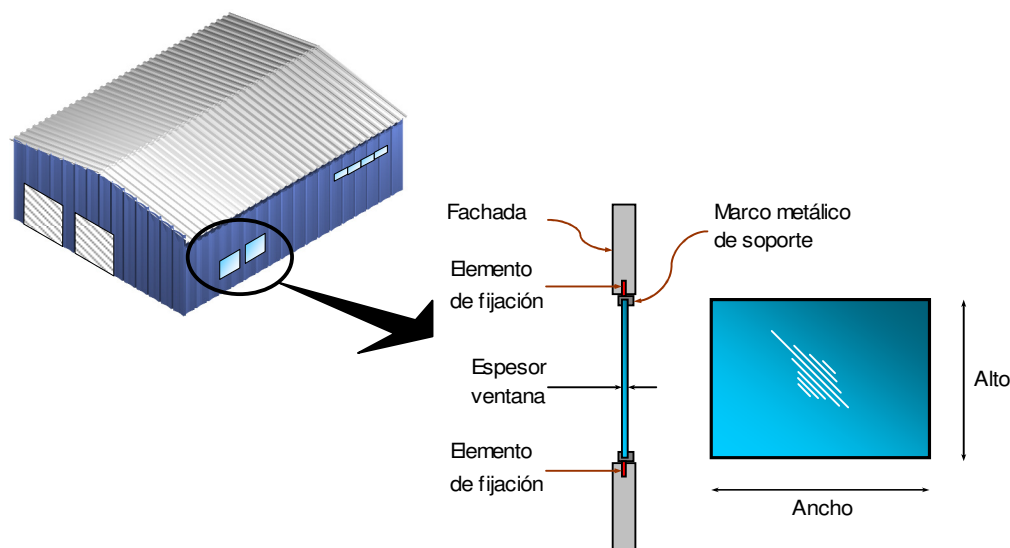 Fachada
Marco metálico
de soporte
Elemento
de fijación
Espesor
ventana
Alto
Elemento
de fijación
Ancho